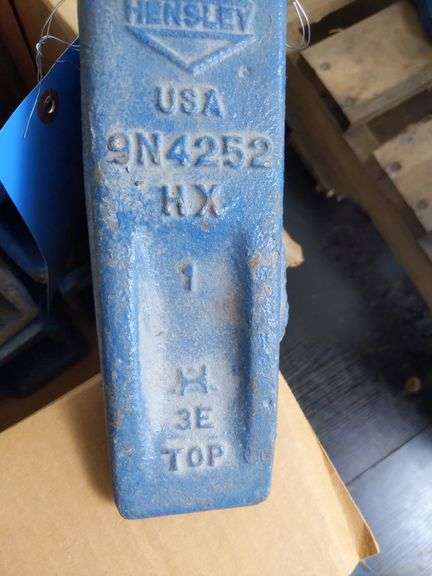 HENSLEY
USA
9N4252
HX
1
H
3E
TOP